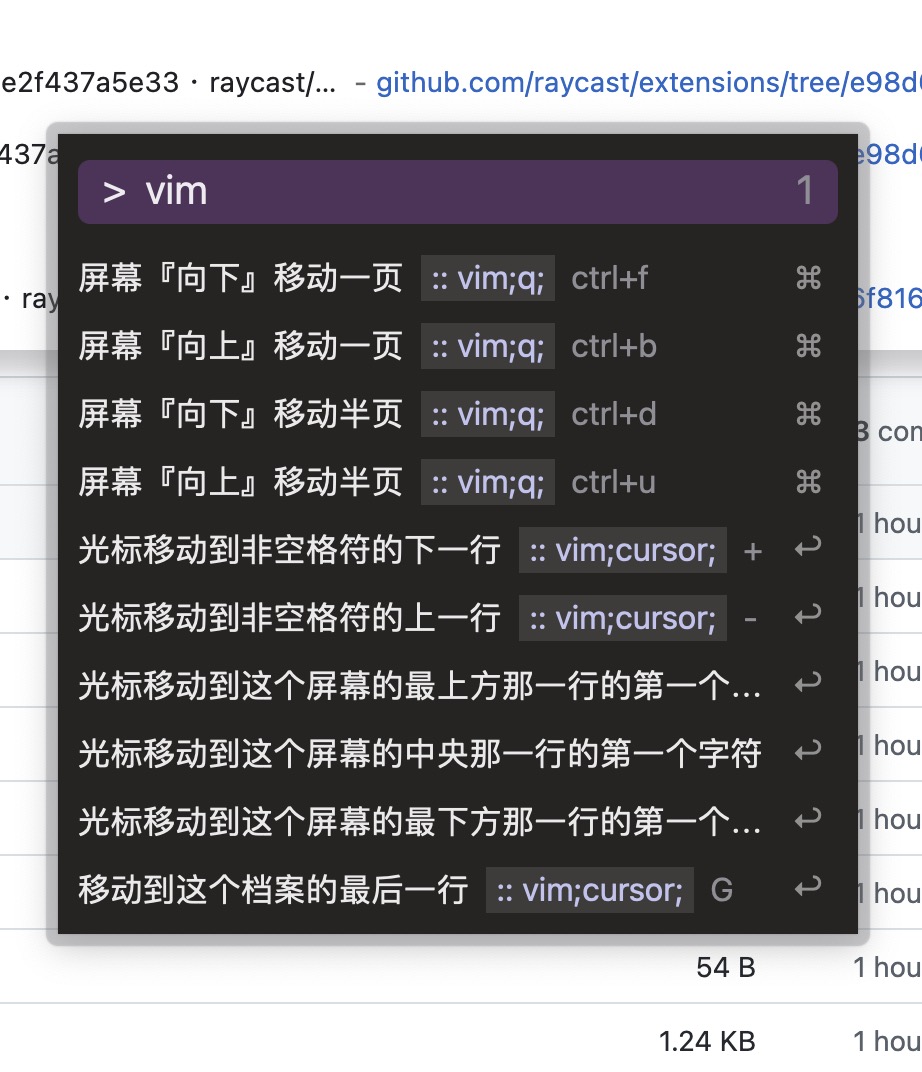 e2f437a5e33 · raycast/... - github.com/raycast/extensions/tree/e98d
437a e98d
> vim 1
屏幕『向下』移动一页 :: vim;q; ctrl+f ⌘
· ray 6f816
屏幕『向上』移动一页 :: vim;q; ctrl+b ⌘
屏幕『向下』移动半页 :: vim;q; ctrl+d ⌘
3 com
屏幕『向上』移动半页 :: vim;q; ctrl+u ⌘
1 hou
光标移动到非空格符的下一行 :: vim;cursor; + ↩
1 hou
光标移动到非空格符的上一行 :: vim;cursor; - ↩
1 hou
光标移动到这个屏幕的最上方那一行的第一个... ↩
1 hou
光标移动到这个屏幕的中央那一行的第一个字符 ↩
1 hou
光标移动到这个屏幕的最下方那一行的第一个... ↩
1 hou
移动到这个档案的最后一行 :: vim;cursor; G ↩
54 B 1 hou
1.24 KB 1 hou